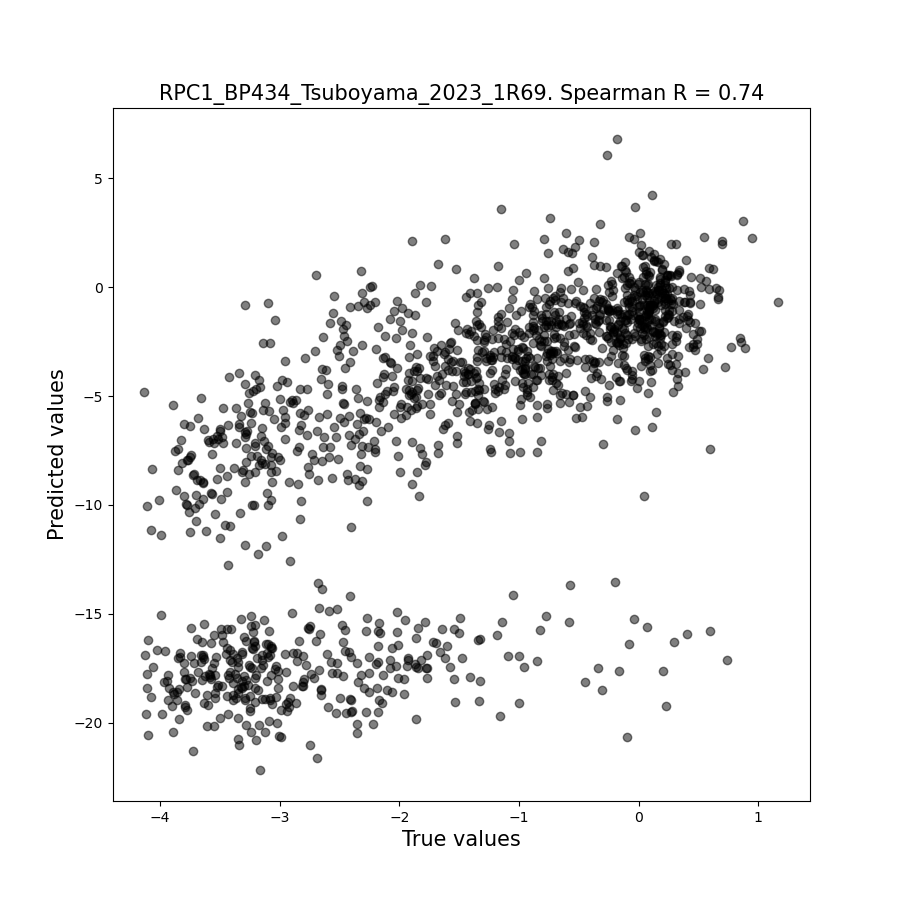 RPC1_BP434_Tsuboyama_2023_1R69. Spearman R = 0.74
5
0
−5
−10
−15
−20
Predicted values
−4 −3 −2 −1 0 1
True values